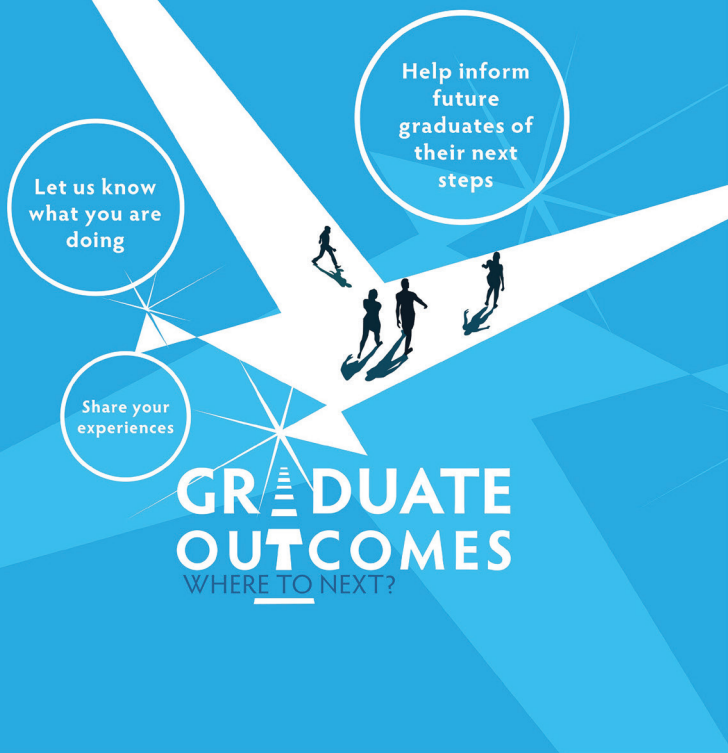 Help inform
future
graduates of
their next
steps
Let us know
what you are
doing
Share your
experiences
GRADUATE
OUTCOMES
WHERE TO NEXT?